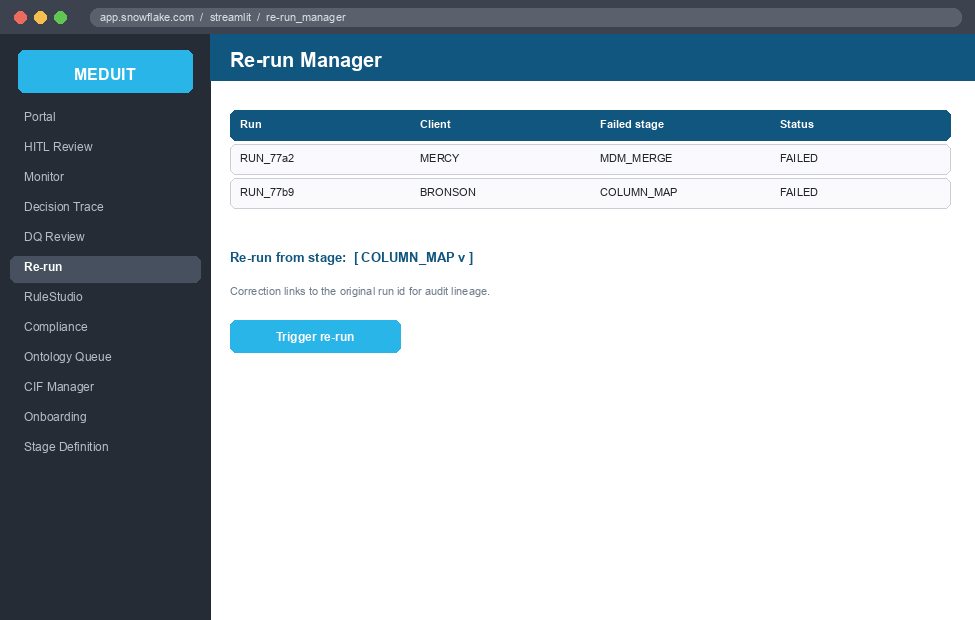 app.snowflake.com / streamlit / re-run_manager
MEDUIT
Portal
HITL Review
Monitor
Decision Trace
DQ Review
Re-run
RuleStudio
Compliance
Ontology Queue
CIF Manager
Onboarding
Stage Definition
Re-run Manager
Run Client Failed stage Status
RUN_77a2 MERCY MDM_MERGE FAILED
RUN_77b9 BRONSON COLUMN_MAP FAILED
Re-run from stage: [ COLUMN_MAP v ]
Correction links to the original run id for audit lineage.
Trigger re-run